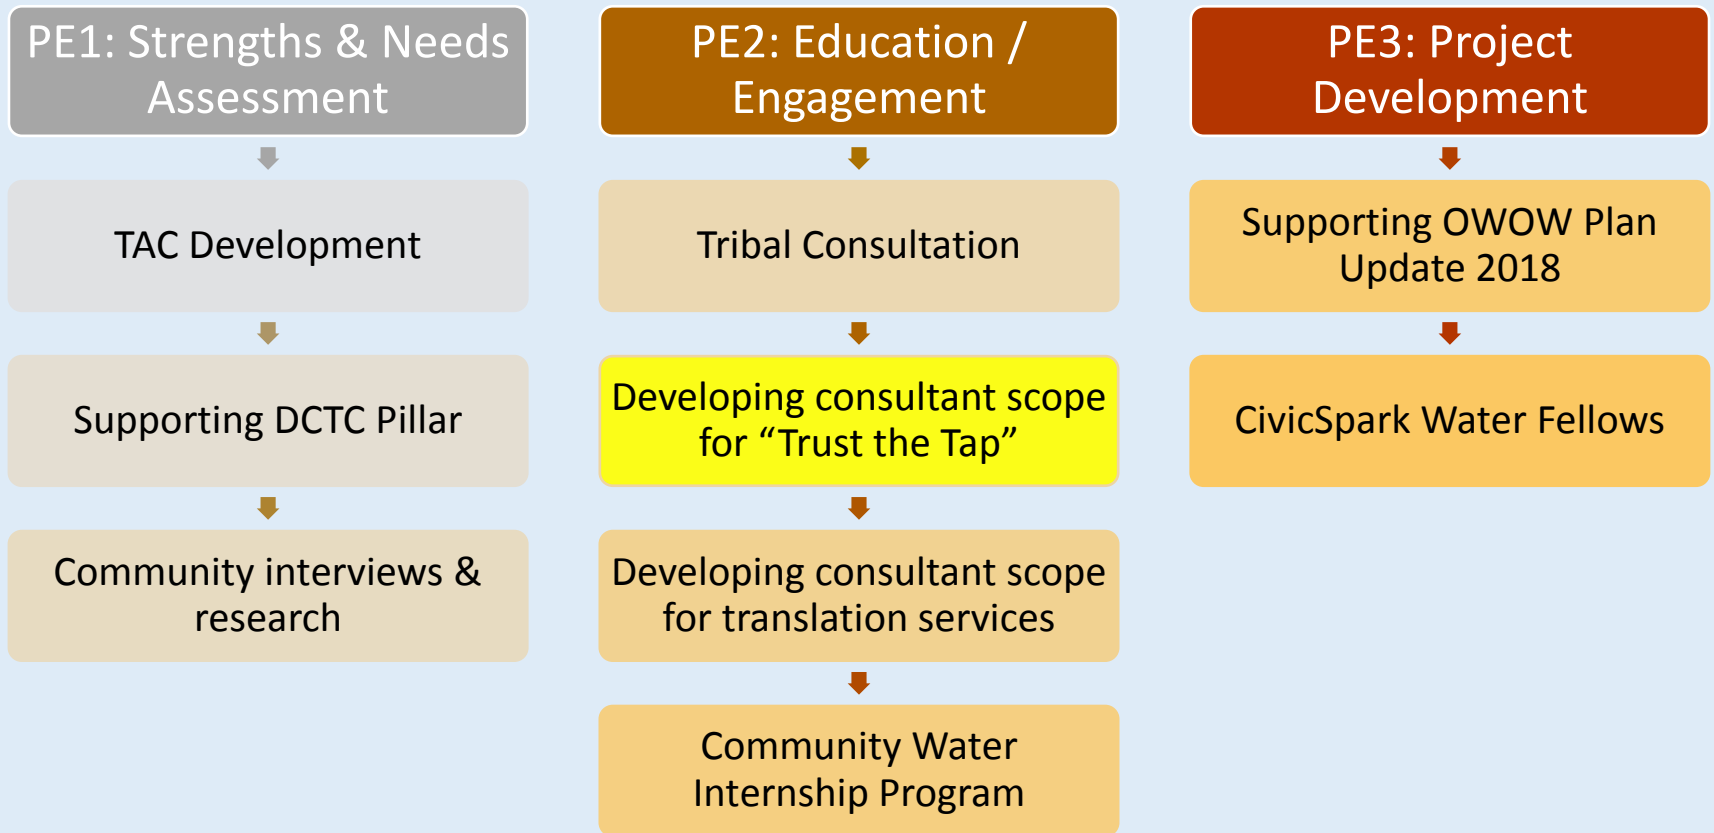 PE1: Strengths & Needs
Assessment
TAC Development
Supporting DCTC Pillar
Community interviews &
research
PE2: Education /
Engagement
Tribal Consultation
Developing consultant scope
for “Trust the Tap”
Developing consultant scope
for translation services
Community Water
Internship Program
PE3: Project
Development
Supporting OWOW Plan
Update 2018
CivicSpark Water Fellows